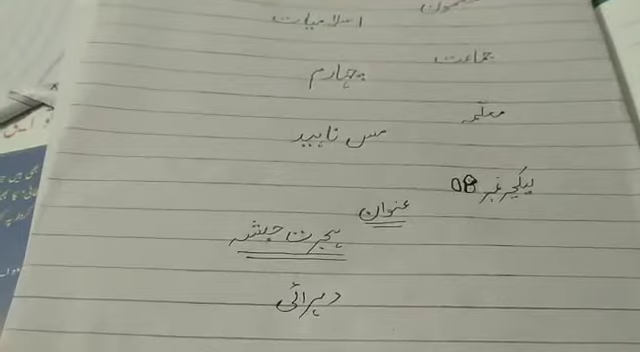 مضمون اسلامیات
جماعت چہارم
معلمہ مس ناہید
لیکچر نمبر 08
عنوان
ہجرت حبشہ
دہرائی